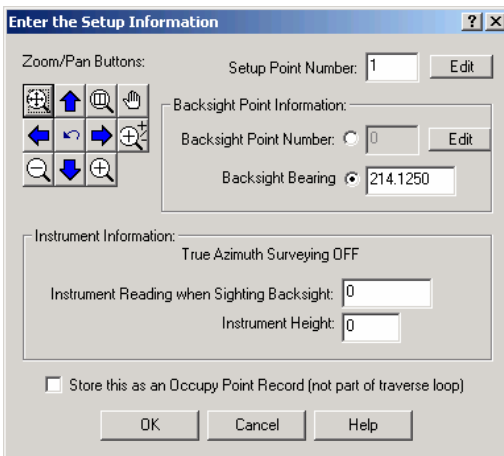 Enter the Setup Information
Zoom/Pan Buttons:
Setup Point Number: 1 Edit
Backsight Point Information:
Backsight Point Number: 0 Edit
Backsight Bearing 214.1250
Instrument Information:
True Azimuth Surveying OFF
Instrument Reading when Sighting Backsight: 0
Instrument Height: 0
Store this as an Occupy Point Record (not part of traverse loop)
OK Cancel Help